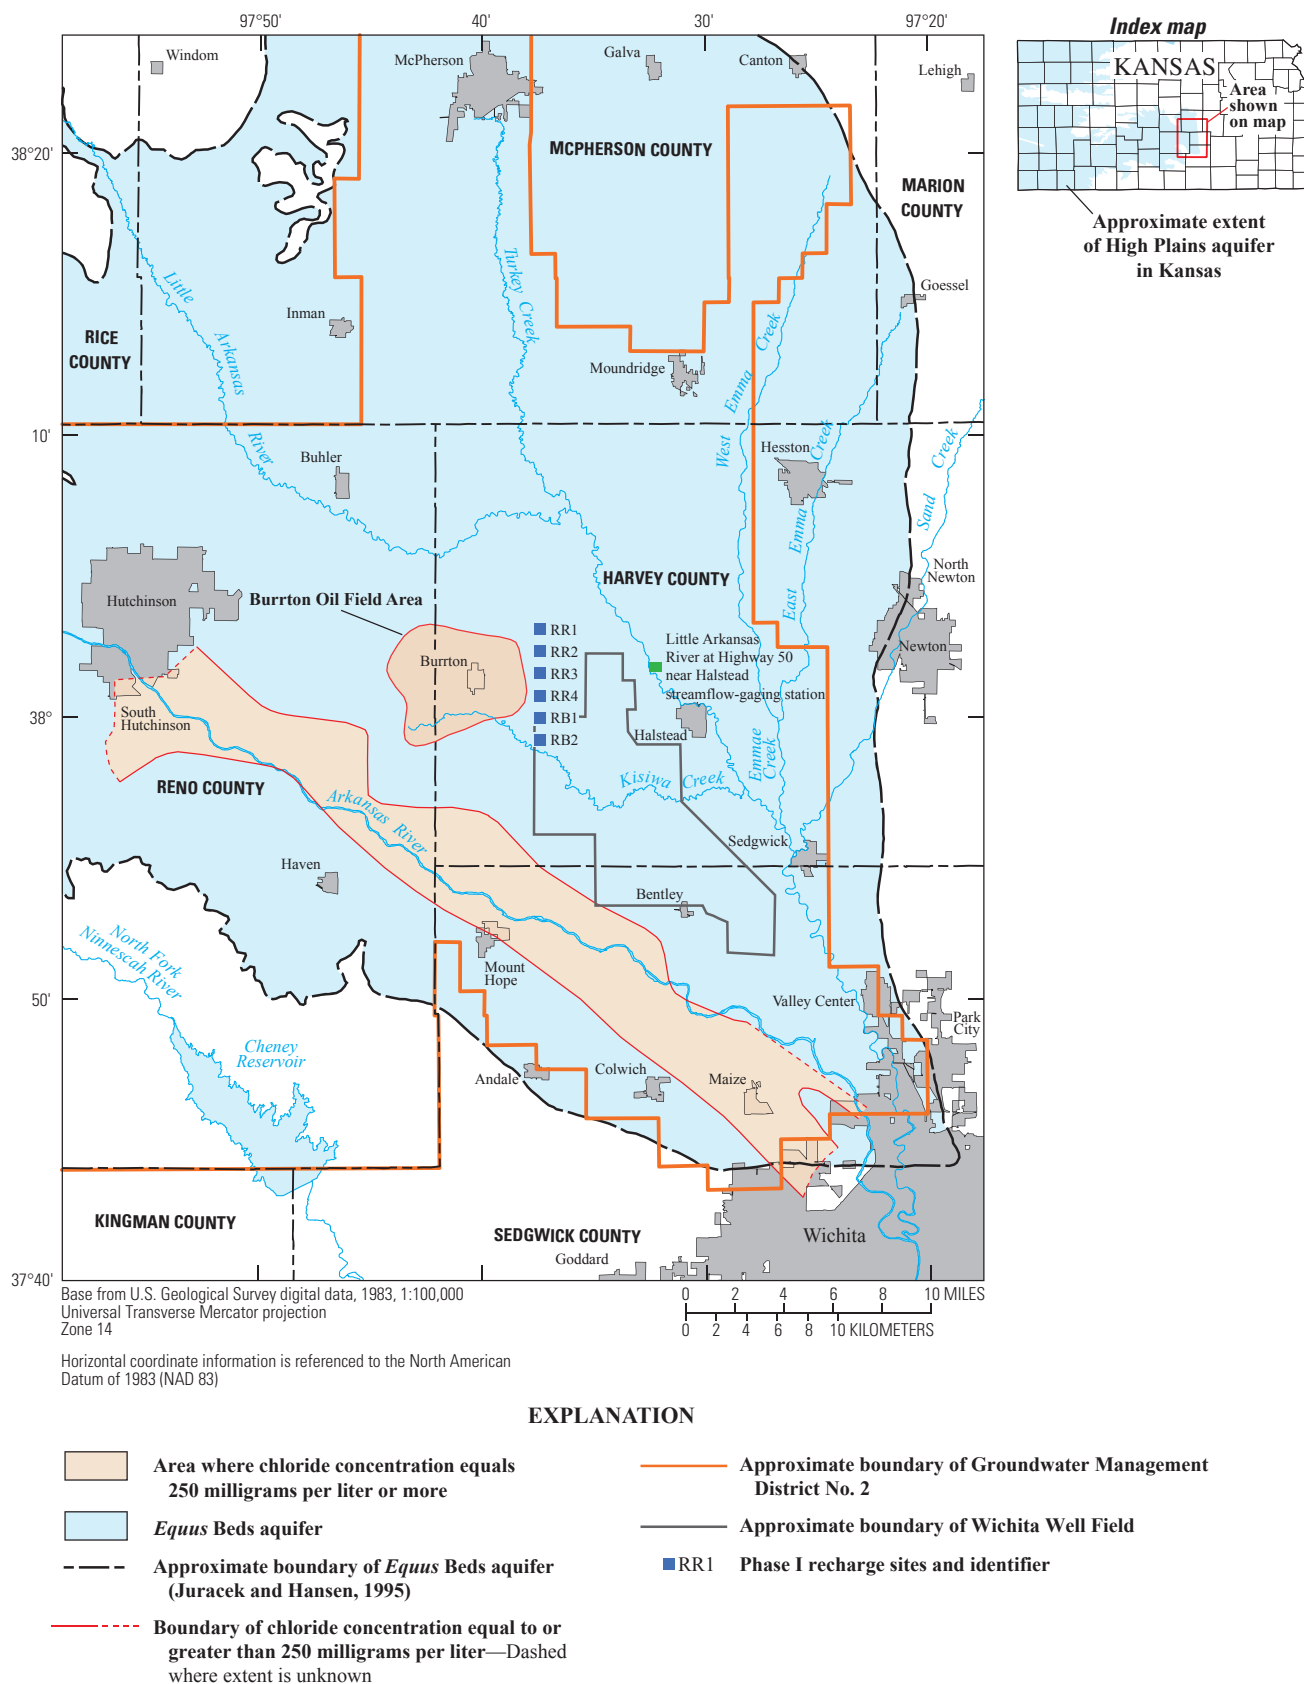 97°50'
40'
30'
97°20'
Index map
KANSAS
Area
shown
on map
Approximate extent
of High Plains aquifer
in Kansas
Windom
McPherson
Galva
Canton
Lehigh
38°20'
MCPHERSON COUNTY
MARION
COUNTY
Little
Arkansas
River
Turkey Creek
Goessel
Inman
RICE
COUNTY
Moundridge
West
Emma
Creek
10'
Buhler
Hesston
East
Emma
Creek
Sand
Creek
North
Newton
Newton
HARVEY COUNTY
Hutchinson
Burrton Oil Field Area
RR1
RR2
RR3
RR4
RB1
RB2
Little Arkansas
River at Highway 50
near Halstead
streamflow-gaging station
Burrton
38°
South
Hutchinson
Halstead
Emmae
Creek
Kisiwa Creek
RENO COUNTY
Arkansas River
Sedgwick
Haven
Bentley
North Fork
Ninnescah River
Mount
Hope
50'
Valley Center
Park
City
Cheney
Reservoir
Andale
Colwich
Maize
KINGMAN COUNTY
SEDGWICK COUNTY
Wichita
Goddard
37°40'
Base from U.S. Geological Survey digital data, 1983, 1:100,000
Universal Transverse Mercator projection
Zone 14
Horizontal coordinate information is referenced to the North American
Datum of 1983 (NAD 83)
0 2 4 6 8 10 MILES
0 2 4 6 8 10 KILOMETERS
EXPLANATION
Area where chloride concentration equals
250 milligrams per liter or more
Equus Beds aquifer
Approximate boundary of Equus Beds aquifer
(Juracek and Hansen, 1995)
Boundary of chloride concentration equal to or
greater than 250 milligrams per liter—Dashed
where extent is unknown
Approximate boundary of Groundwater Management
District No. 2
Approximate boundary of Wichita Well Field
RR1 Phase I recharge sites and identifier